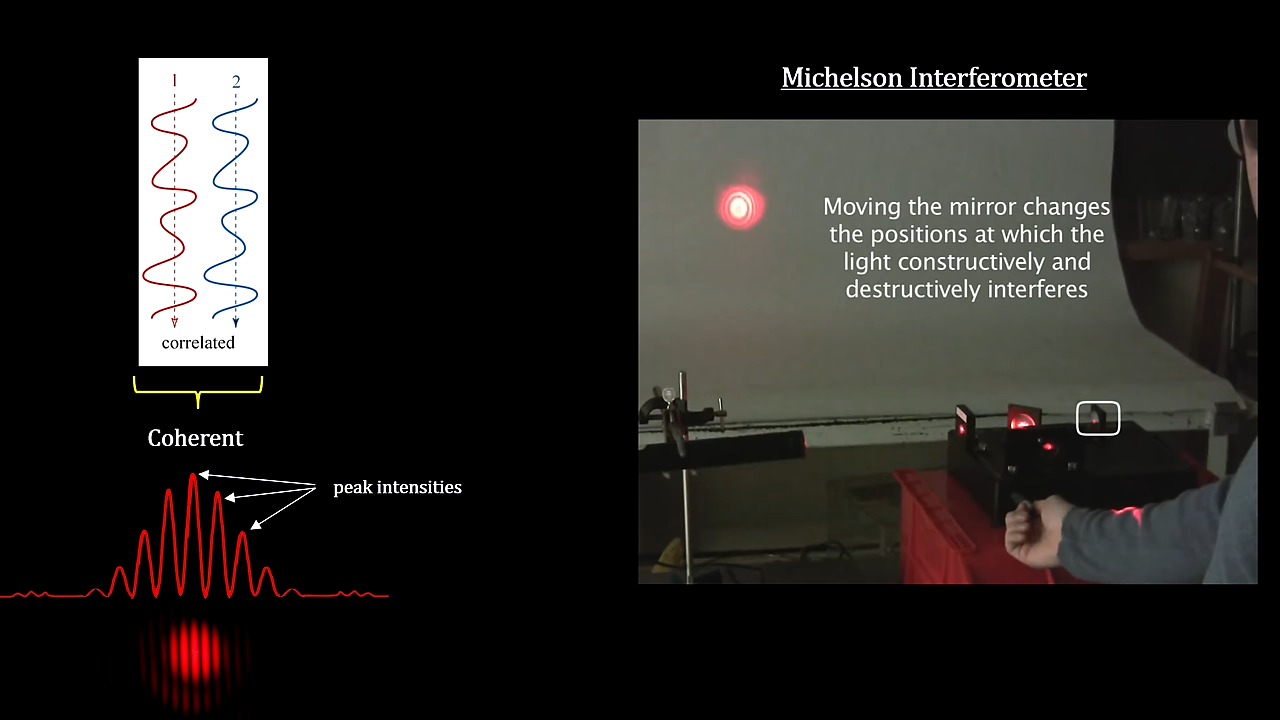 1 2
correlated
Coherent
peak intensities
Michelson Interferometer
Moving the mirror changes
the positions at which the
light constructively and
destructively interferes